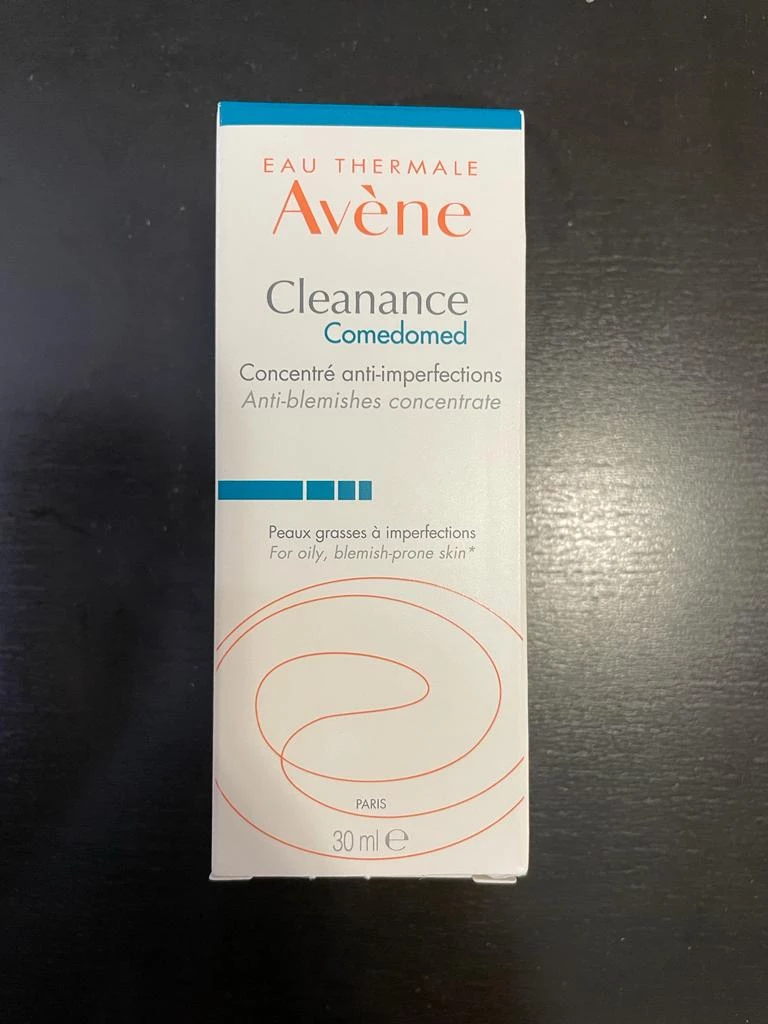 EAU THERMALE
Avène
Cleanance
Comedomed
Concentré anti-imperfections
Anti-blemishes concentrate
Peaux grasses à imperfections
For oily, blemish-prone skin*
PARIS
30 ml ℮